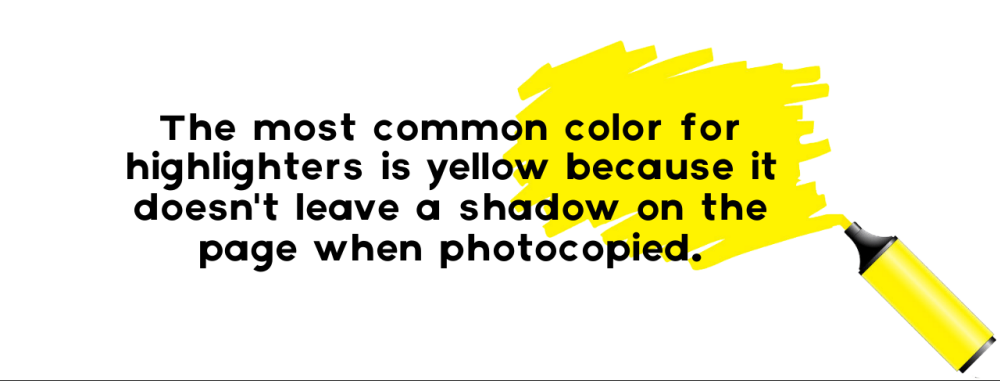 The most common color for
highlighters is yellow because it
doesn't leave a shadow on the
page when photocopied.